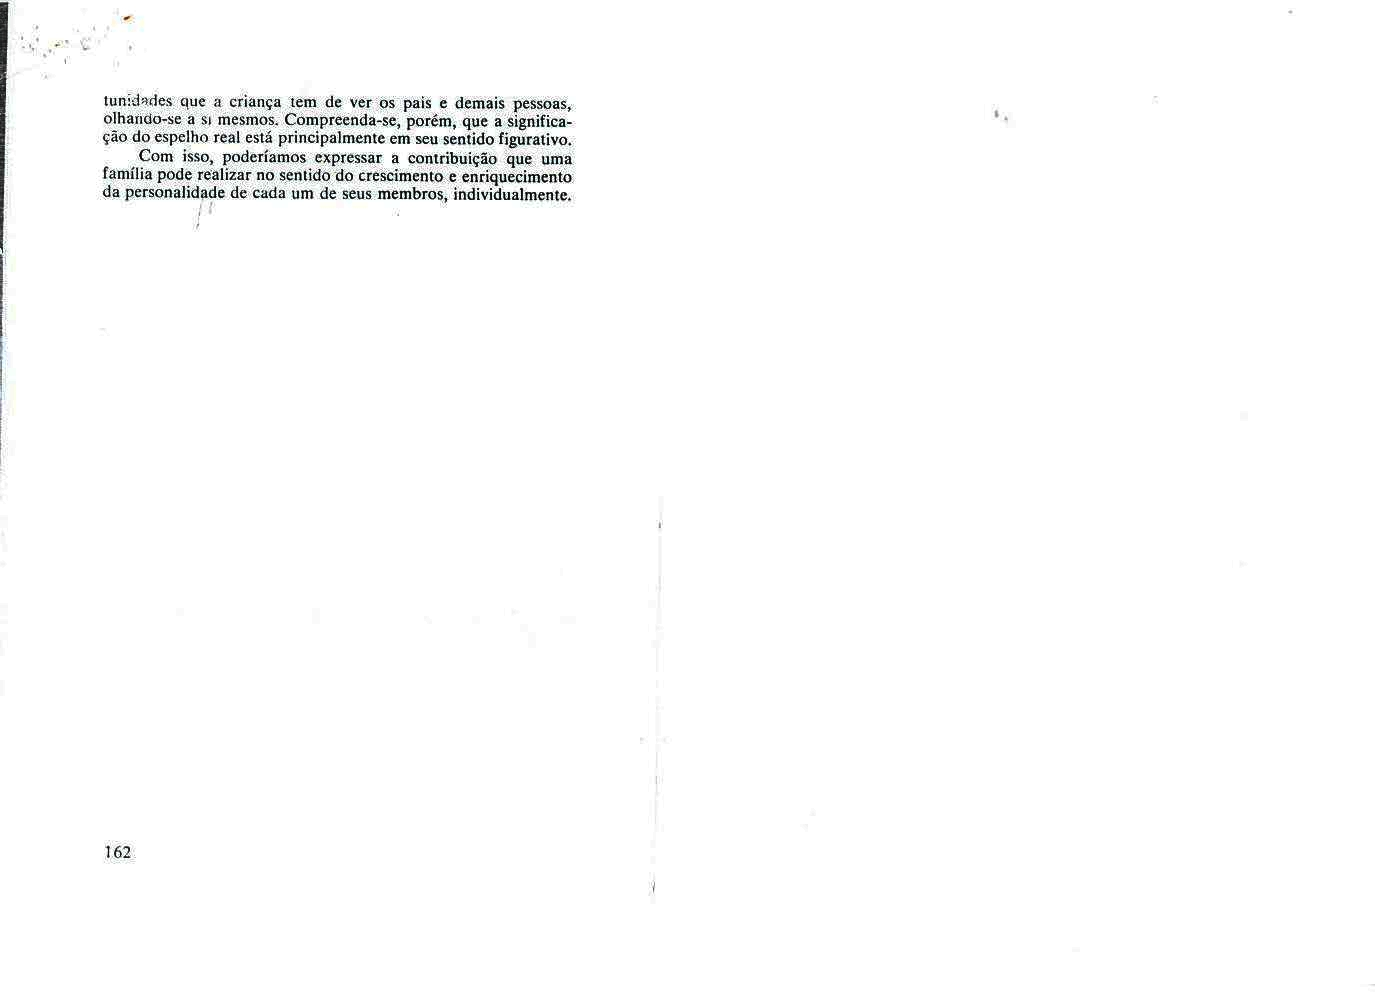 tunidades que a criança tem de ver os pais e demais pessoas,
olhando-se a si mesmos. Compreenda-se, porém, que a significa-
ção do espelho real está principalmente em seu sentido figurativo.
Com isso, poderíamos expressar a contribuição que uma
família pode realizar no sentido do crescimento e enriquecimento
da personalidade de cada um de seus membros, individualmente.
162